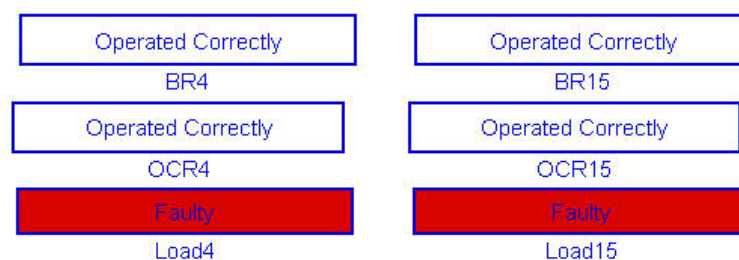 Operated Correctly Operated Correctly
BR4 BR15
Operated Correctly Operated Correctly
OCR4 OCR15
Faulty Faulty
Load4 Load15